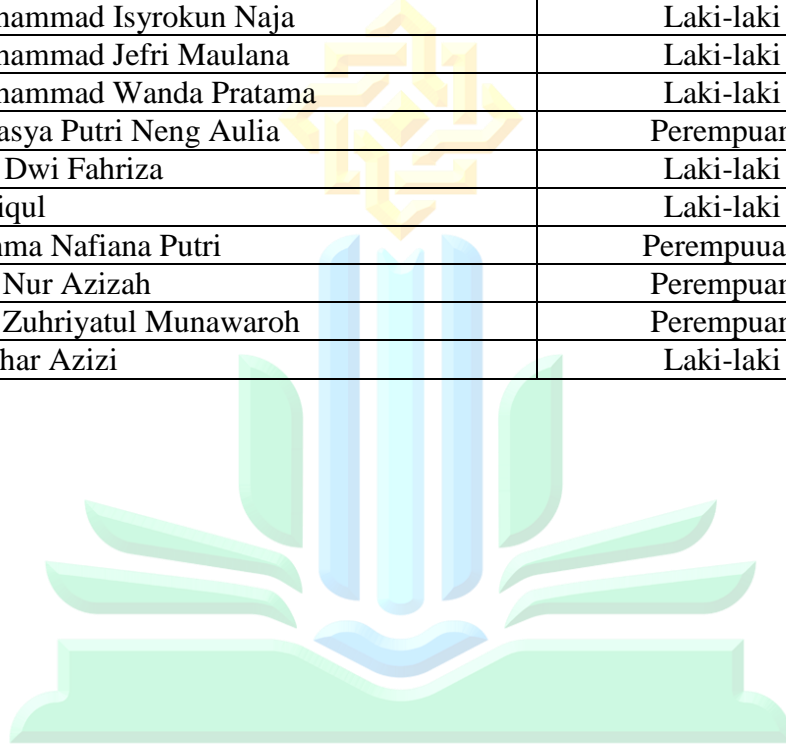 hammad Isyrokun Naja Laki-laki
hammad Jefri Maulana Laki-laki
hammad Wanda Pratama Laki-laki
asya Putri Neng Aulia Perempuan
Dwi Fahriza Laki-laki
iqul Laki-laki
ma Nafiana Putri Perempuua
Nur Azizah Perempuan
Zuhriyatul Munawaroh Perempuan
har Azizi Laki-laki